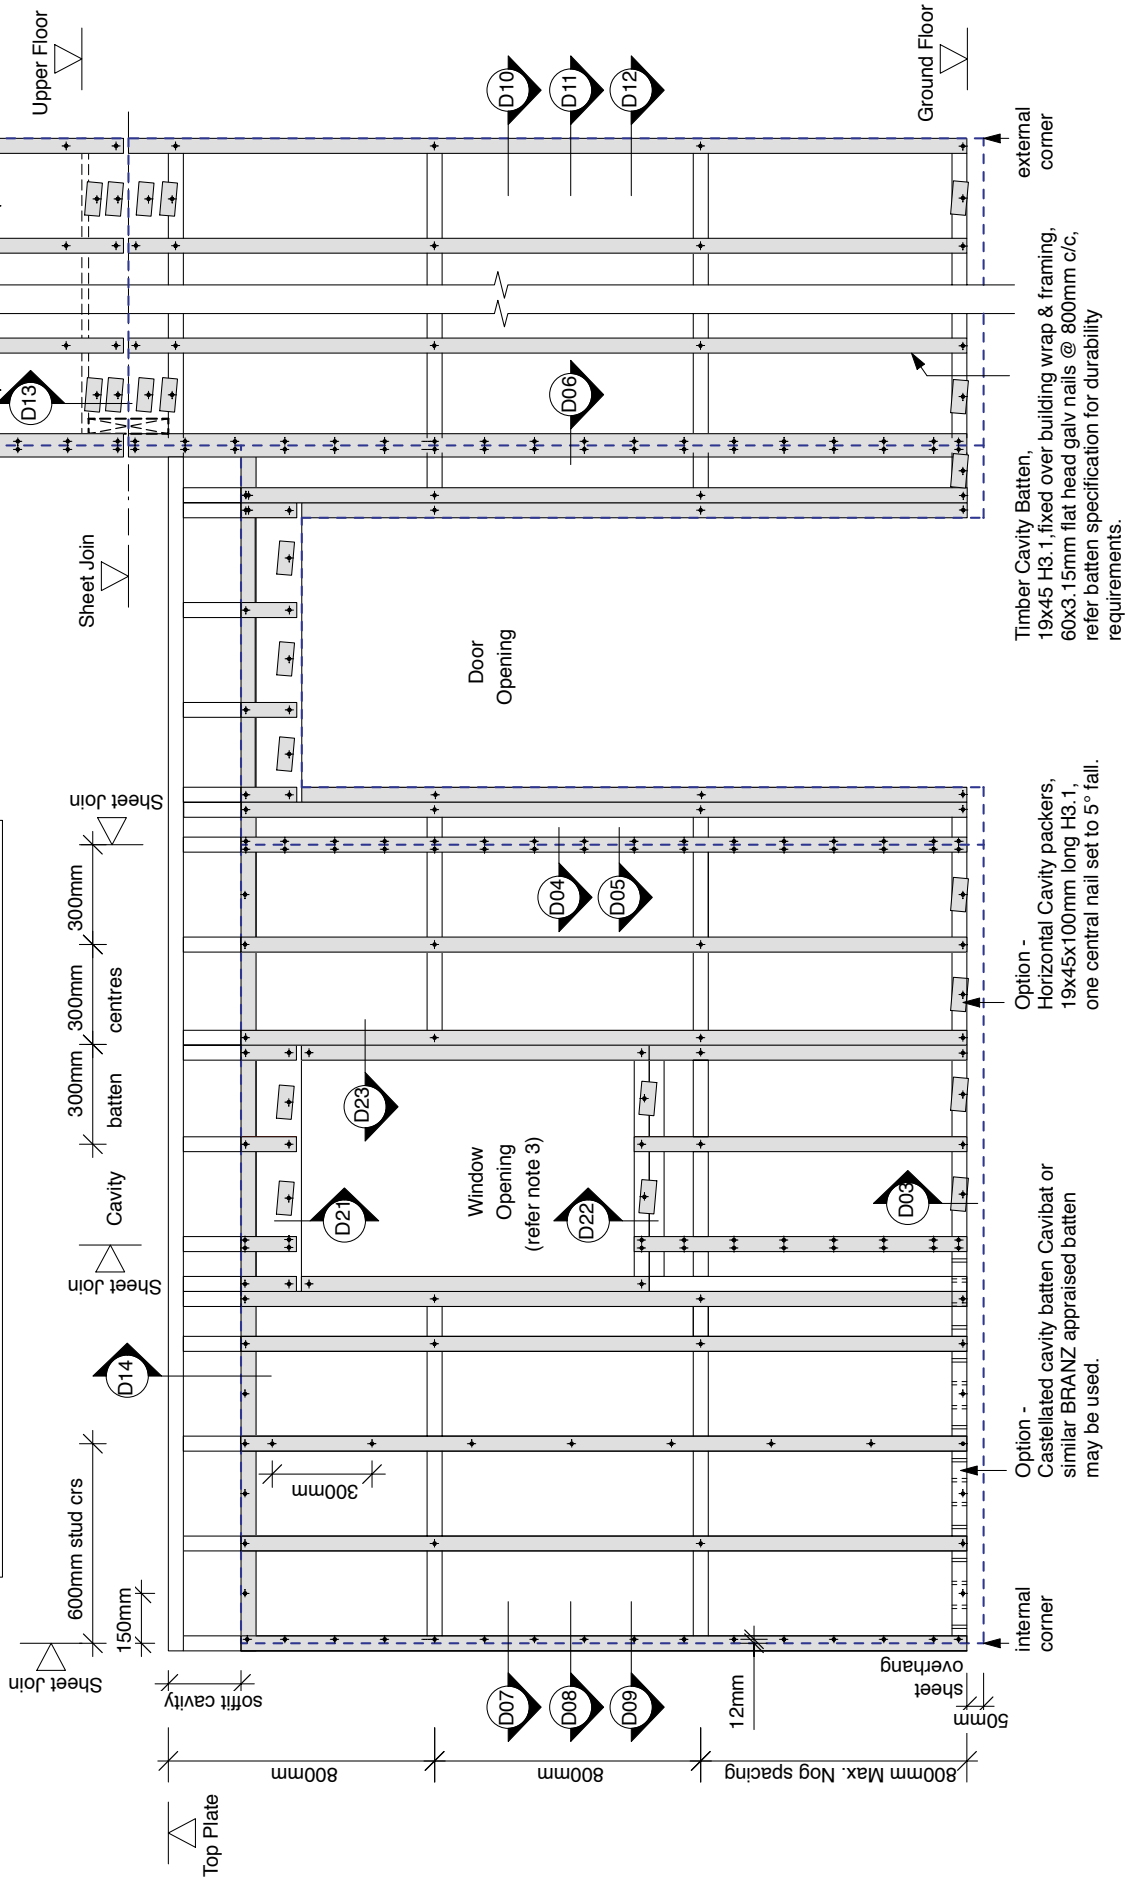 Upper Floor
Ground Floor
D10
D11
D12
D13
D06
Sheet Join
external
corner
Timber Cavity Batten,
19x45 H3.1,fixed over building wrap & framing,
60x3.15mm flat head galv nails @ 800mm c/c,
refer batten specification for durability
requirements.
Door
Opening
Sheet Join
300mm
300mm
300mm
Cavity
batten
centres
D04
D05
D23
D21
D22
D03
Window
Opening
(refer note 3)
Option -
Horizontal Cavity packers,
19x45x100mm long H3.1,
one central nail set to 5° fall.
Sheet Join
D14
600mm stud crs
150mm
300mm
Option -
Castellated cavity batten Cavibat or
similar BRANZ appraised batten
may be used.
Sheet Join
soffit cavity
D07
D08
D09
12mm
internal
corner
sheet
overhang
50mm
Top Plate
800mm
800mm
800mm Max. Nog spacing